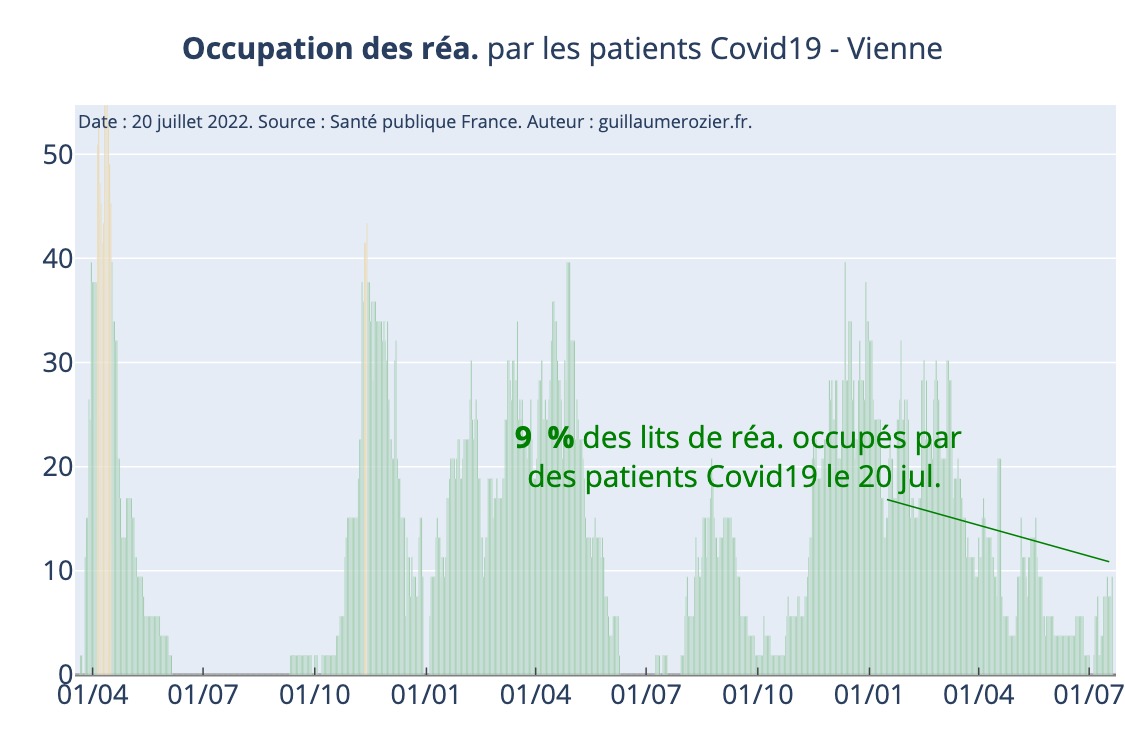 Occupation des réa. par les patients Covid19 - Vienne
Date : 20 juillet 2022. Source : Santé publique France. Auteur : guillaumerozier.fr.
50
40
30
20
10
0
9 % des lits de réa. occupés par
des patients Covid19 le 20 jul.
01/04 01/07 01/10 01/01 01/04 01/07 01/10 01/01 01/04 01/07